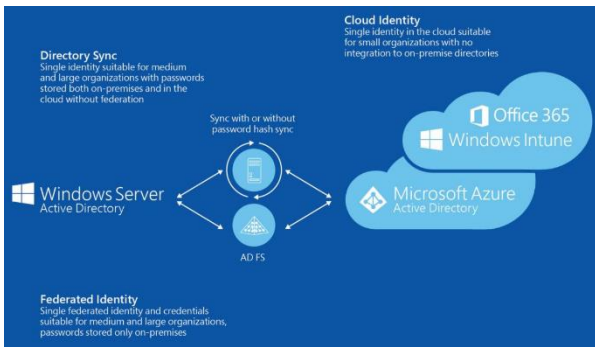 Cloud Identity
Single identity in the cloud suitable
for small organizations with no
integration to on-premise directories
Directory Sync
Single identity suitable for medium
and large organizations with passwords
stored both on-premises and in the
cloud without federation
Sync with or without
password hash sync
Office 365
Windows Intune
Windows Server
Active Directory
Microsoft Azure
Active Directory
AD FS
Federated Identity
Single federated identity and credentials
suitable for medium and large organizations,
passwords stored only on-premises